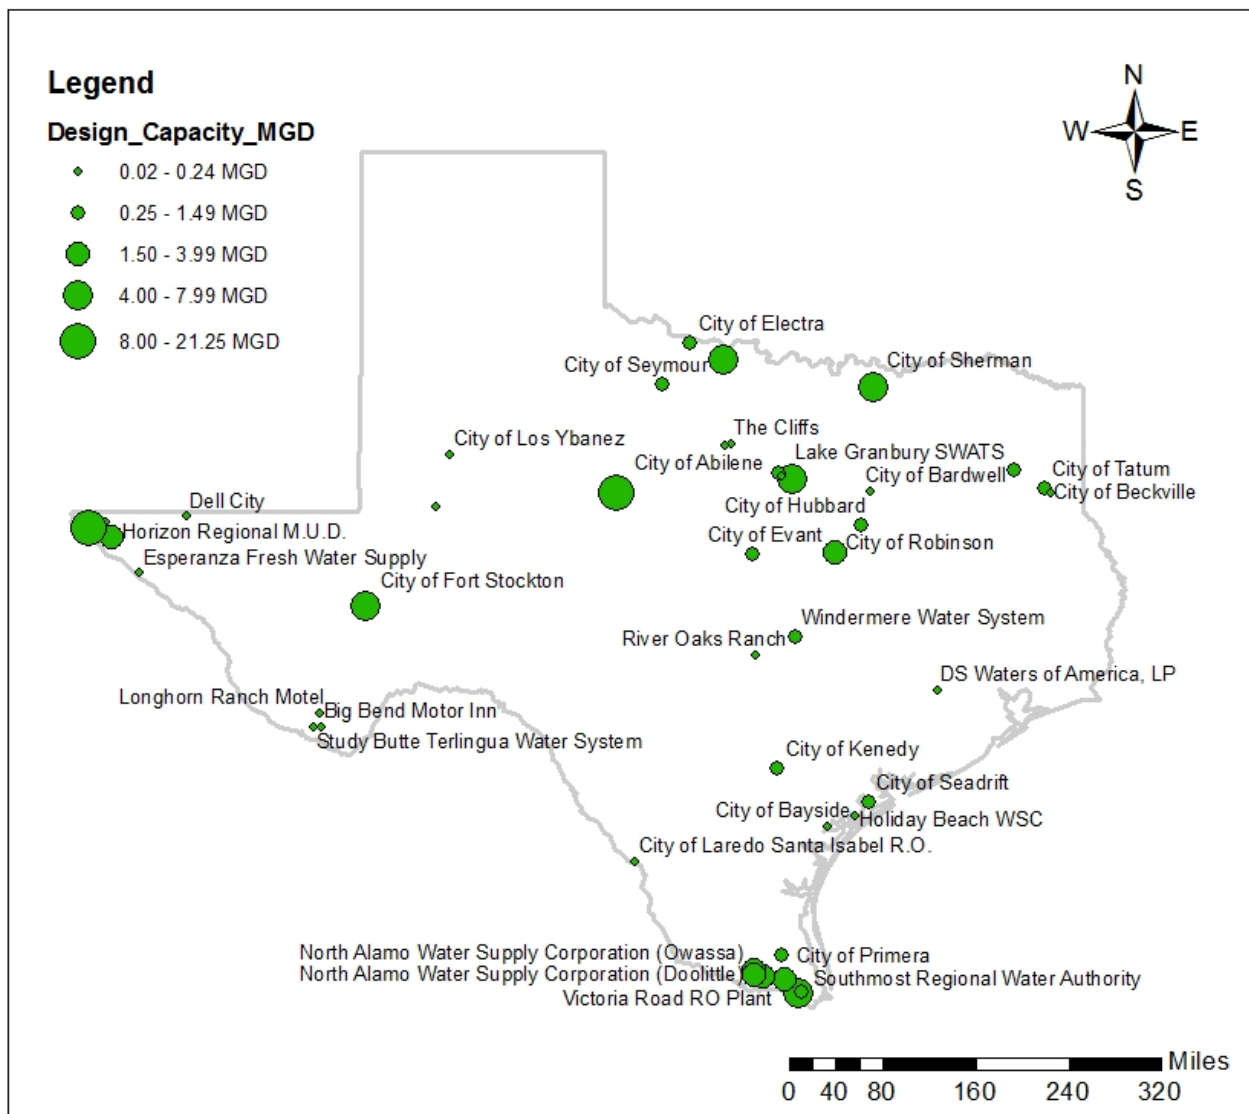 Legend
Design_Capacity_MGD
0.02 - 0.24 MGD
0.25 - 1.49 MGD
1.50 - 3.99 MGD
4.00 - 7.99 MGD
8.00 - 21.25 MGD
N
W
E
S
City of Electra
City of Seymour
City of Sherman
City of Los Ybanez
The Cliffs
City of Abilene
Lake Granbury SWATS
City of Bardwell
City of Tatum
City of Beckville
Dell City
City of Hubbard
Horizon Regional M.U.D.
City of Evant
City of Robinson
Esperanza Fresh Water Supply
City of Fort Stockton
Windermere Water System
River Oaks Ranch
DS Waters of America, LP
Longhorn Ranch Motel
Big Bend Motor Inn
Study Butte Terlingua Water System
City of Kenedy
City of Seadrift
City of Bayside
Holiday Beach WSC
City of Laredo Santa Isabel R.O.
North Alamo Water Supply Corporation (Owassa)
City of Primera
North Alamo Water Supply Corporation (Doolittle)
Southmost Regional Water Authority
Victoria Road RO Plant
Miles
0 40 80 160 240 320